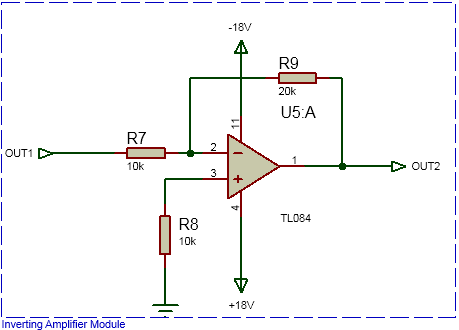 -18V
R9
20k
U5:A
11
R7
OUT1
2
1
OUT2
10k
3
R8
10k
4
TL084
+18V
Inverting Amplifier Module